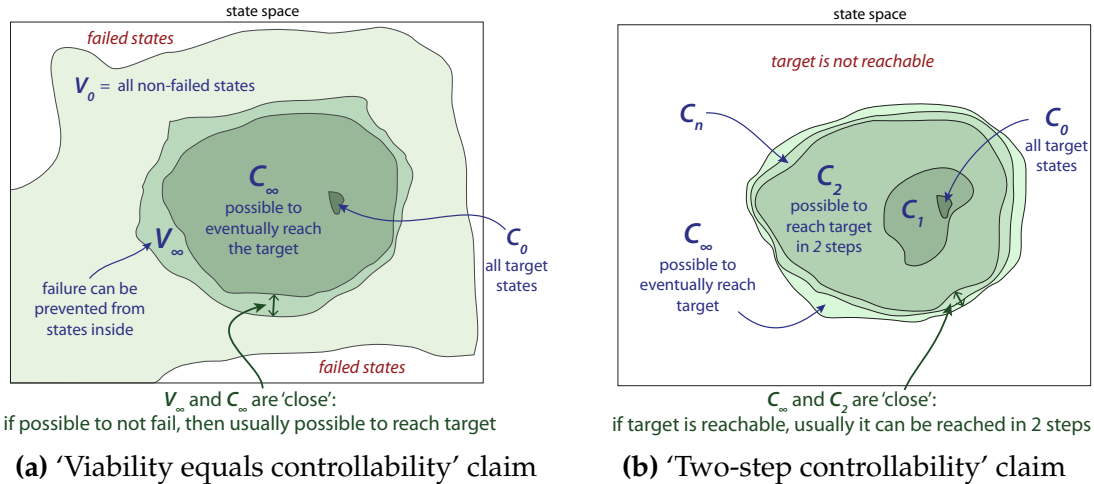 state space
failed states
V₀ = all non-failed states
C∞
possible to
eventually reach
the target
V∞
C₀
all target
states
failure can be
prevented from
states inside
failed states
V∞ and C∞ are 'close':
if possible to not fail, then usually possible to reach target
(a) 'Viability equals controllability' claim
state space
target is not reachable
Cₙ
C₀
all target
states
C₂
possible to
reach target
in 2 steps
C₁
C∞
possible to
eventually reach
target
C∞ and C₂ are 'close':
if target is reachable, usually it can be reached in 2 steps
(b) 'Two-step controllability' claim